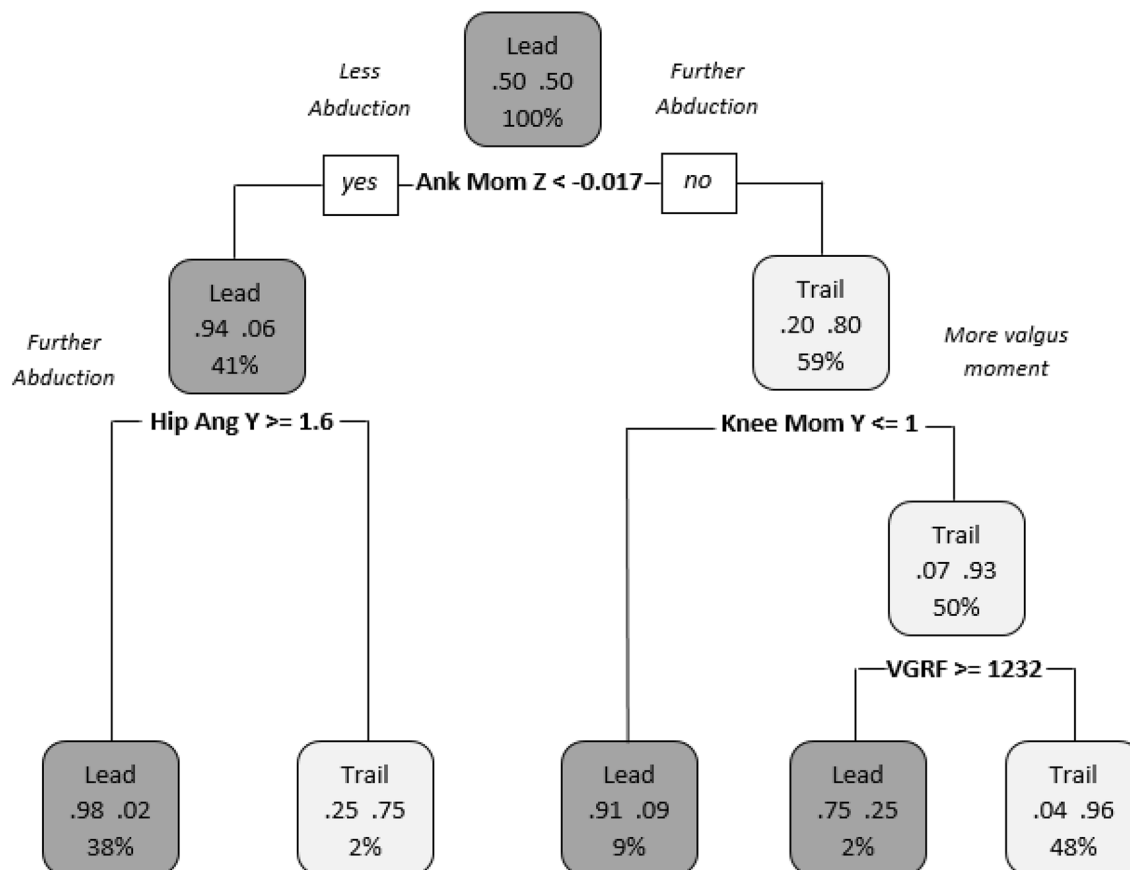 Lead
.50 .50
100%
Less
Abduction
Further
Abduction
yes
Ank Mom Z < -0.017
no
Lead
.94 .06
41%
Trail
.20 .80
59%
Further
Abduction
More valgus
moment
Hip Ang Y >= 1.6
Knee Mom Y <= 1
Trail
.07 .93
50%
VGRF >= 1232
Lead
.98 .02
38%
Trail
.25 .75
2%
Lead
.91 .09
9%
Lead
.75 .25
2%
Trail
.04 .96
48%